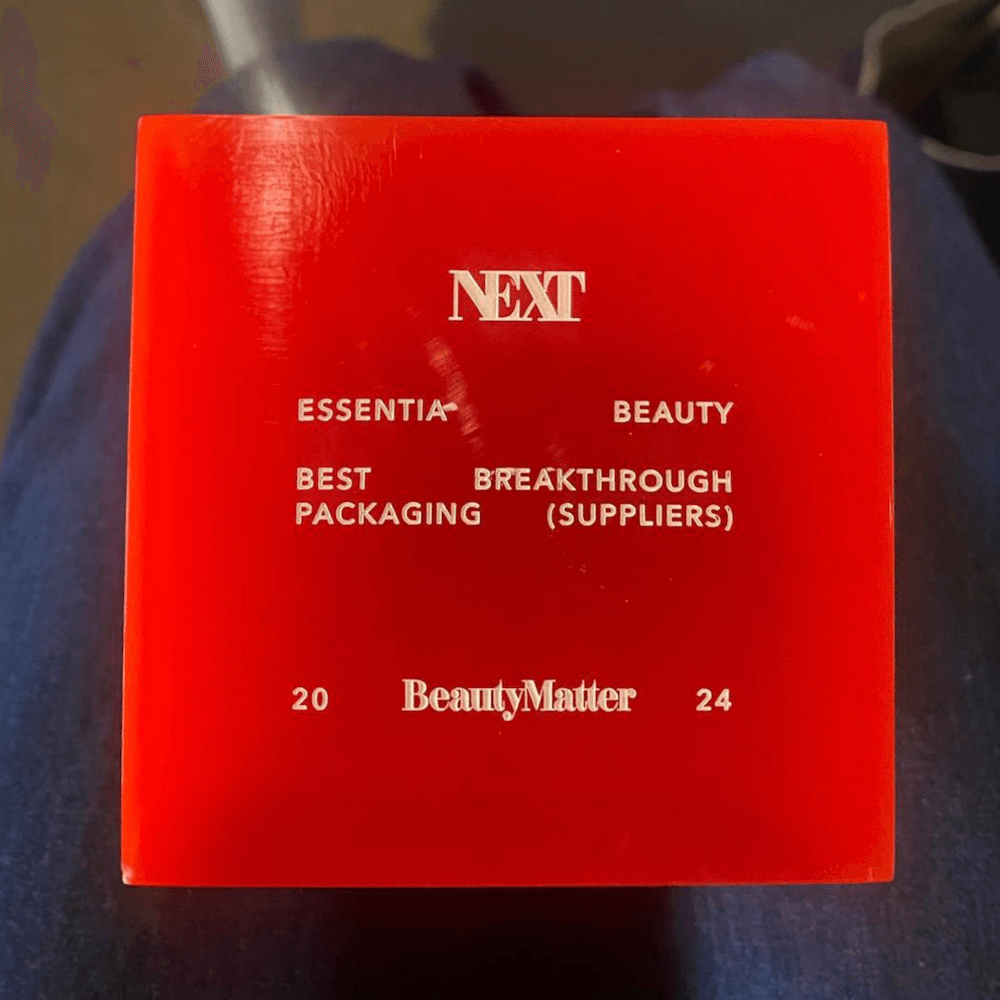 NEXT
ESSENTIA BEAUTY
BEST BREAKTHROUGH
PACKAGING (SUPPLIERS)
20 BeautyMatter 24